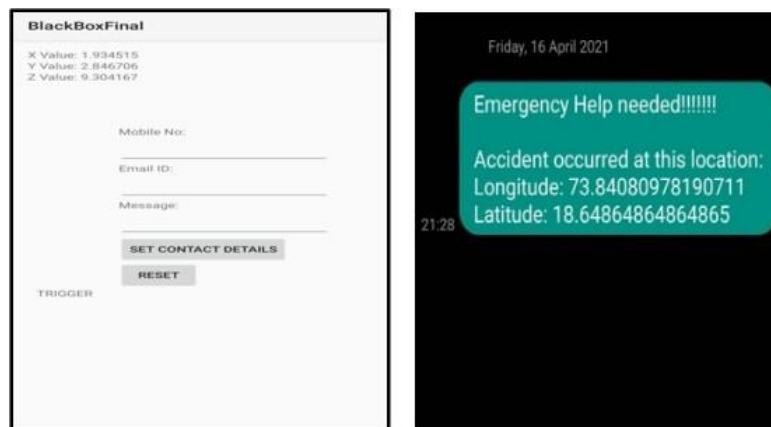 BlackBoxFinal
X Value: 1.934515
Y Value: 2.846706
Z Value: 9.304167
Mobile No:
Email ID:
Message:
SET CONTACT DETAILS
RESET
TRIGGER
Friday, 16 April 2021
Emergency Help needed!!!!!!!
Accident occurred at this location:
Longitude: 73.84080978190711
Latitude: 18.64864864864865
21:28